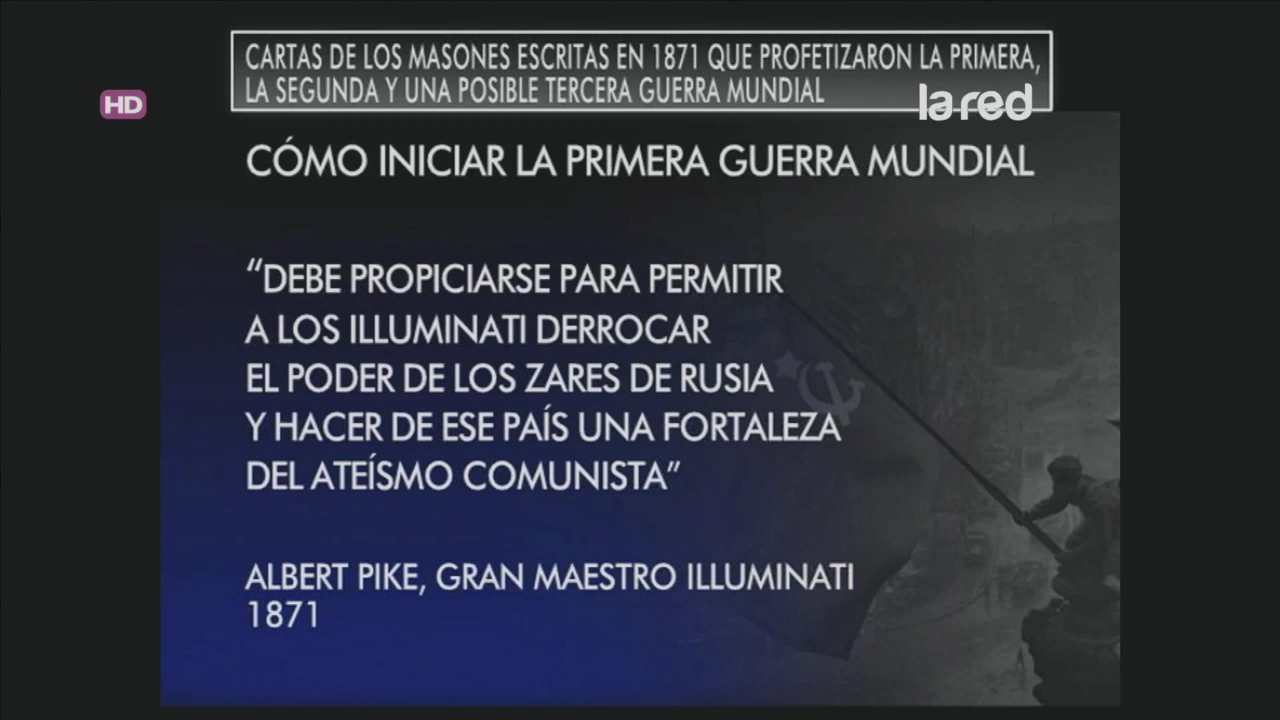 CARTAS DE LOS MASONES ESCRITAS EN 1871 QUE PROFETIZARON LA PRIMERA,
LA SEGUNDA Y UNA POSIBLE TERCERA GUERRA MUNDIAL
HD
la red
CÓMO INICIAR LA PRIMERA GUERRA MUNDIAL
“DEBE PROPICIARSE PARA PERMITIR
A LOS ILLUMINATI DERROCAR
EL PODER DE LOS ZARES DE RUSIA
Y HACER DE ESE PAÍS UNA FORTALEZA
DEL ATEÍSMO COMUNISTA”
ALBERT PIKE, GRAN MAESTRO ILLUMINATI
1871